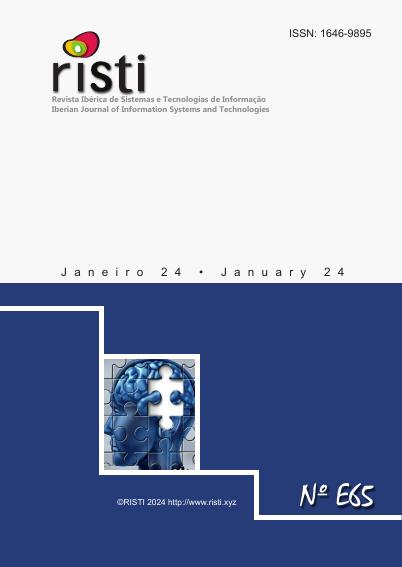 ISSN: 1646-9895
risti
Revista Ibérica de Sistemas e Tecnologias de Informação
Iberian Journal of Information Systems and Technologies
Janeiro 24 • January 24
©RISTI 2024 http://www.risti.xyz
Nº E65